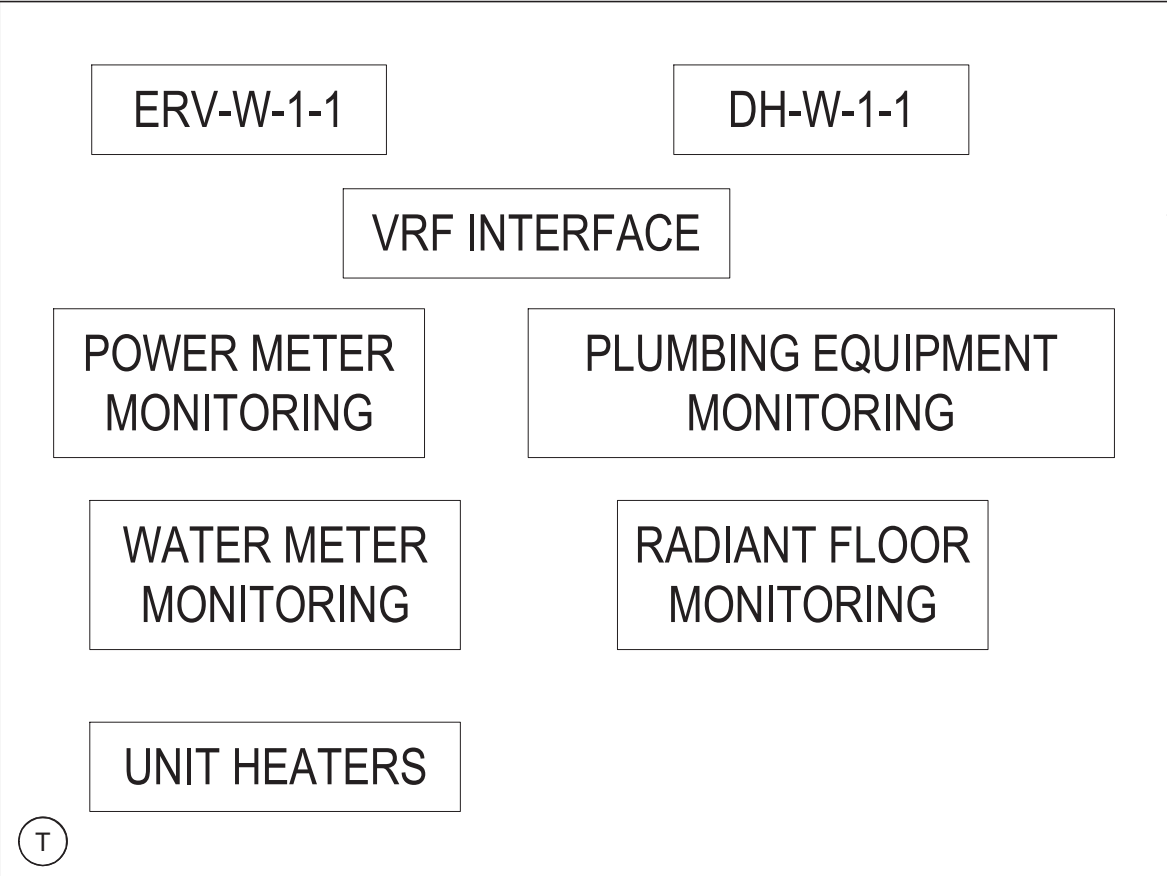 ERV-W-1-1
DH-W-1-1
VRF INTERFACE
POWER METER
MONITORING
PLUMBING EQUIPMENT
MONITORING
WATER METER
MONITORING
RADIANT FLOOR
MONITORING
UNIT HEATERS
T